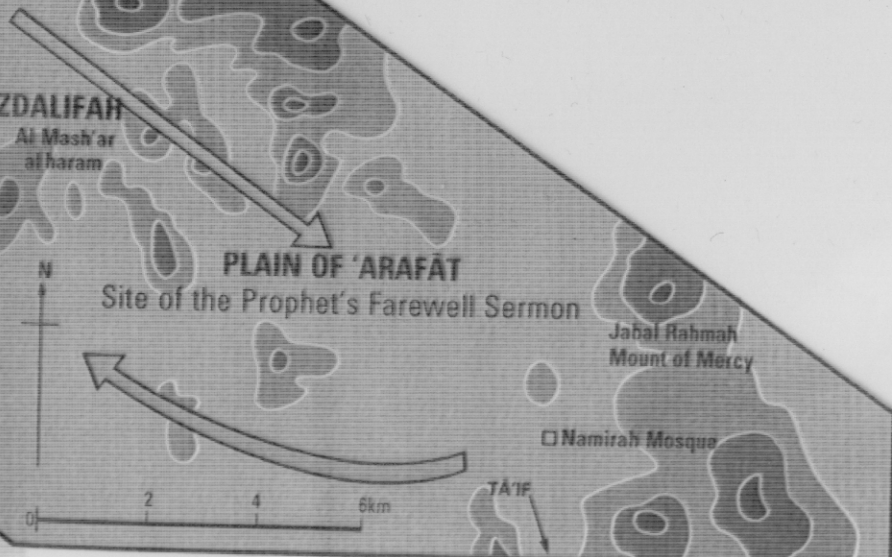 ZDALIFAH
Al Mash'ar
al haram
PLAIN OF 'ARAFĀT
Site of the Prophet's Farewell Sermon
N
Jabal Rahmah
Mount of Mercy
Namirah Mosque
TĀ'IF
0 2 4 6km